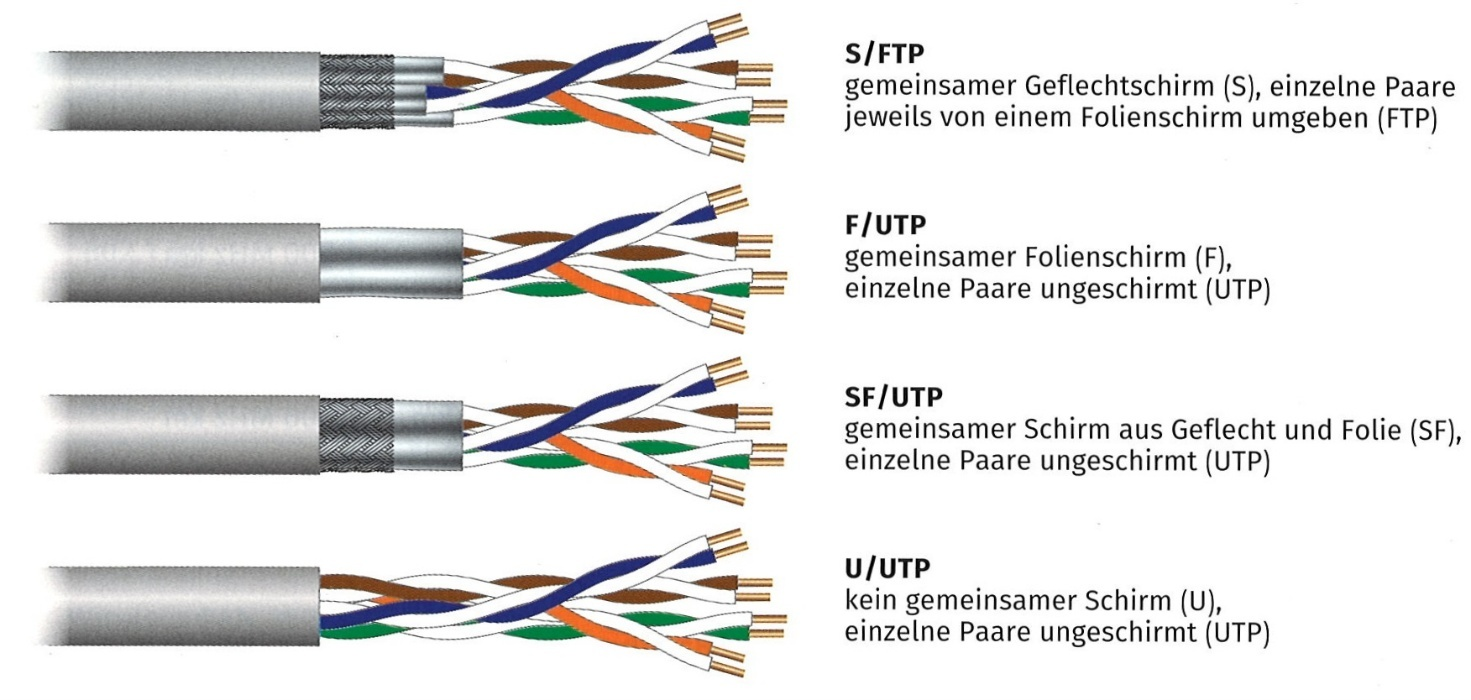 S/FTP
gemeinsamer Geflechtschirm (S), einzelne Paare
jeweils von einem Folienschirm umgeben (FTP)
F/UTP
gemeinsamer Folienschirm (F),
einzelne Paare ungeschirmt (UTP)
SF/UTP
gemeinsamer Schirm aus Geflecht und Folie (SF),
einzelne Paare ungeschirmt (UTP)
U/UTP
kein gemeinsamer Schirm (U),
einzelne Paare ungeschirmt (UTP)